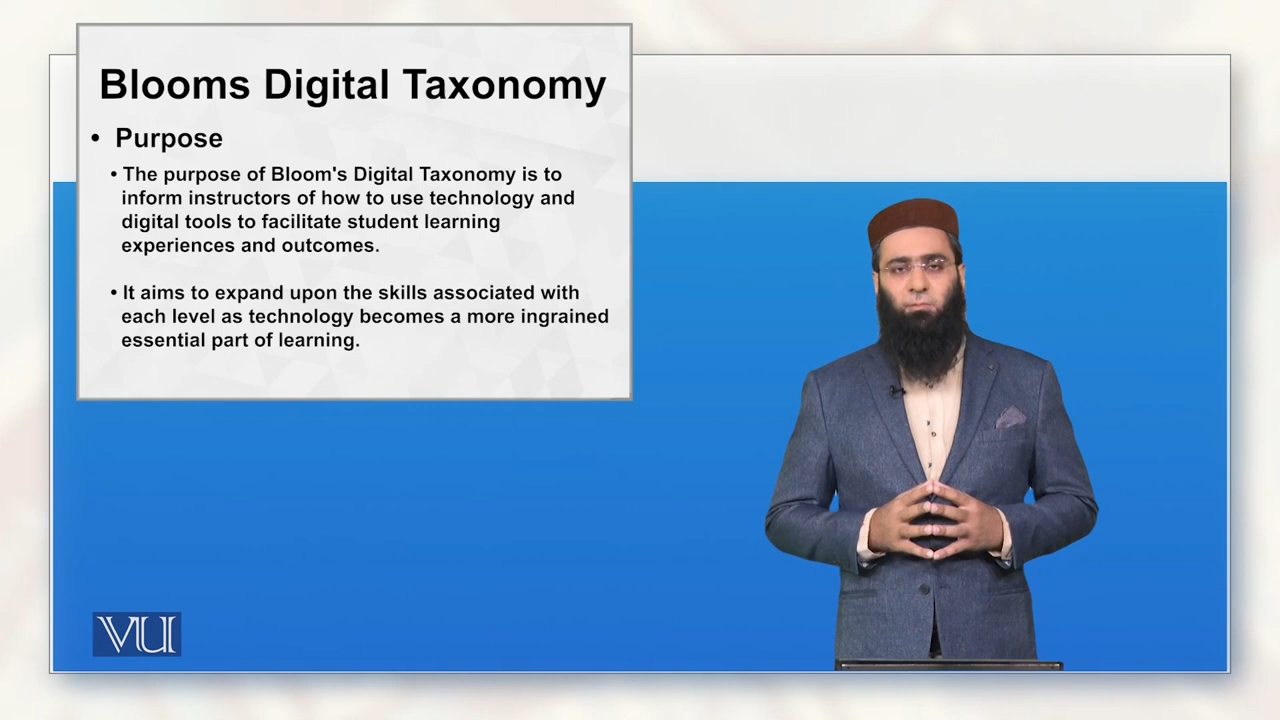 Blooms Digital Taxonomy
• Purpose
• The purpose of Bloom's Digital Taxonomy is to
inform instructors of how to use technology and
digital tools to facilitate student learning
experiences and outcomes.
• It aims to expand upon the skills associated with
each level as technology becomes a more ingrained
essential part of learning.
VU